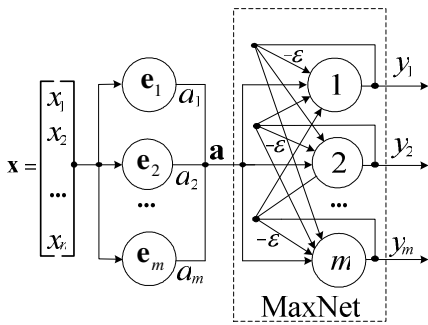 x =
x1
x2
...
xn
e1
e2
...
em
a1
a2
am
a
-ε
-ε
-ε
1
2
...
m
y1
y2
ym
MaxNet